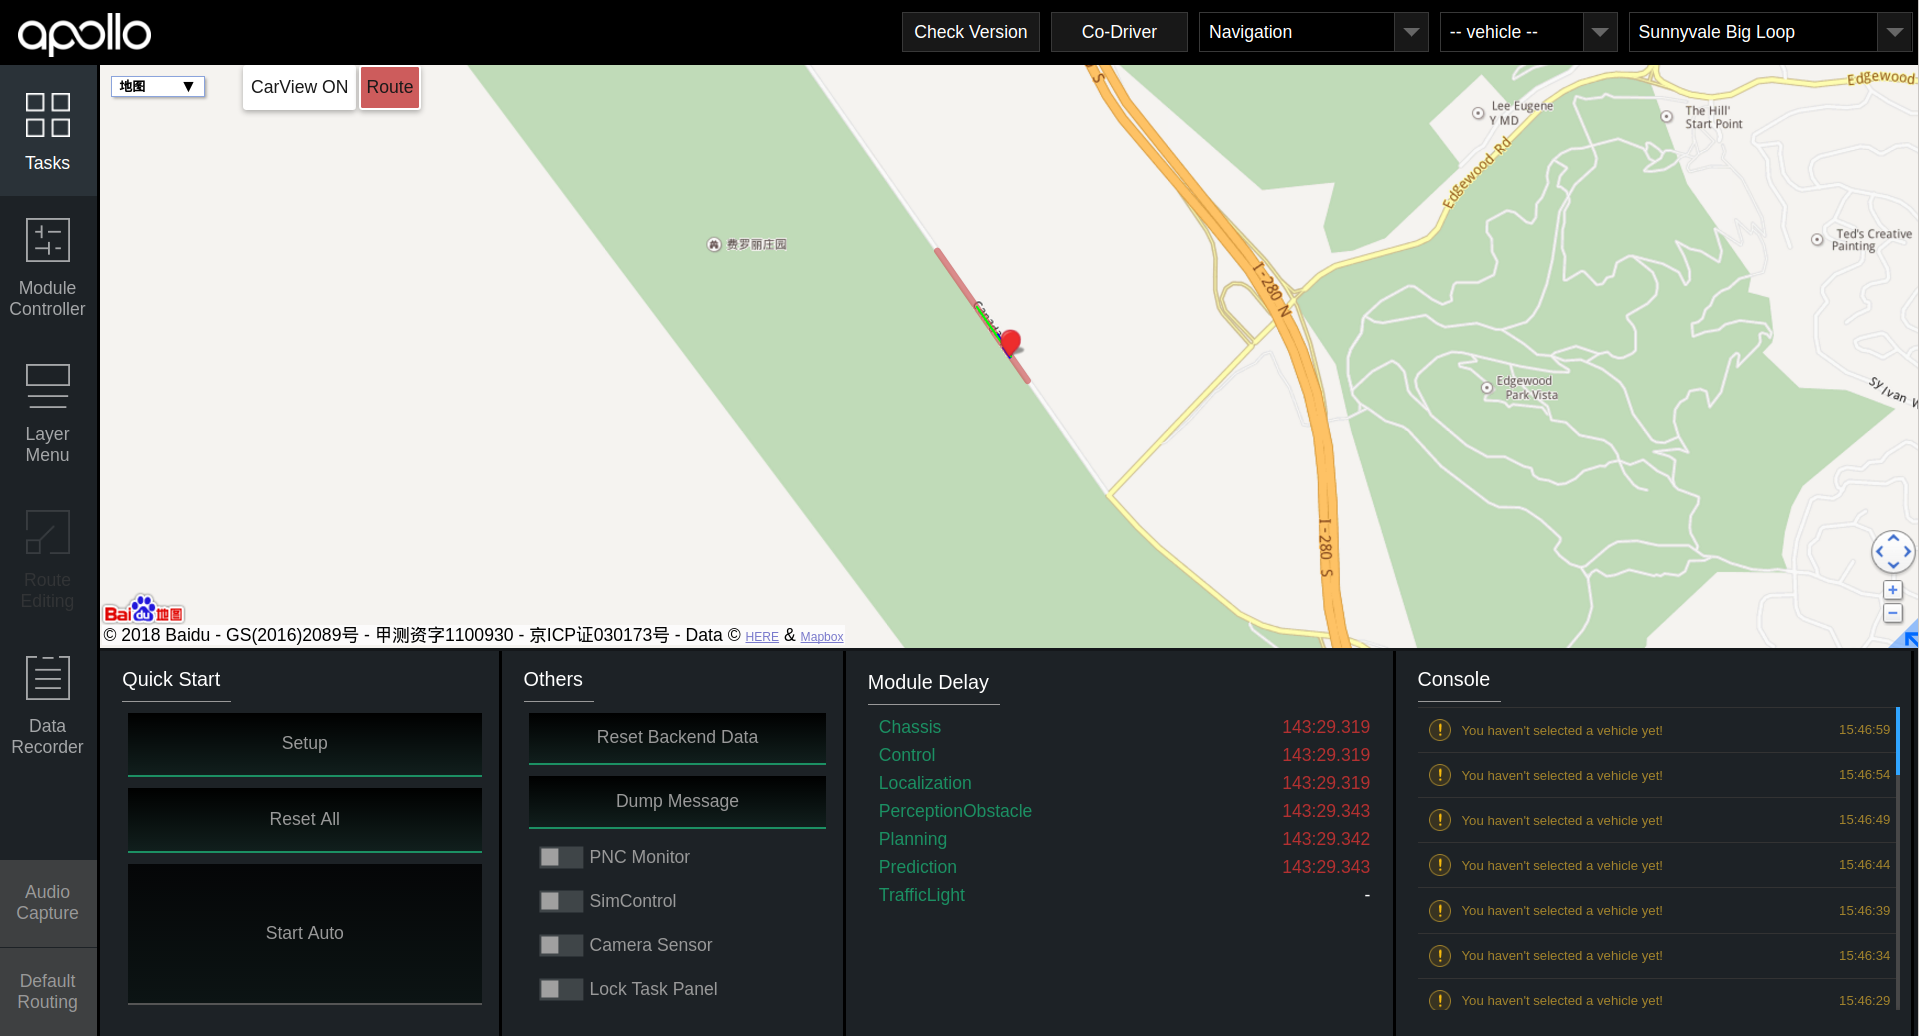 apollo
Check Version
Co-Driver
Navigation
-- vehicle --
Sunnyvale Big Loop
Tasks
Module
Controller
Layer
Menu
Route
Editing
Data
Recorder
Audio
Capture
Default
Routing
地图 ▼
CarView ON
Route
S
Lee Eugene
Y MD
The Hill'
Start Point
Edgewood
Edgewood Rd
Ted's Creative
Painting
费罗丽庄园
I-280 N
Canada
Edgewood
Park Vista
Sylvan W
I-280 S
Bai du 地图
© 2018 Baidu - GS(2016)2089号 - 甲测资字1100930 - 京ICP证030173号 - Data © HERE & Mapbox
Quick Start
Setup
Reset All
Start Auto
Others
Reset Backend Data
Dump Message
PNC Monitor
SimControl
Camera Sensor
Lock Task Panel
Module Delay
Chassis 143:29.319
Control 143:29.319
Localization 143:29.319
PerceptionObstacle 143:29.343
Planning 143:29.342
Prediction 143:29.343
TrafficLight -
Console
You haven't selected a vehicle yet! 15:46:59
You haven't selected a vehicle yet! 15:46:54
You haven't selected a vehicle yet! 15:46:49
You haven't selected a vehicle yet! 15:46:44
You haven't selected a vehicle yet! 15:46:39
You haven't selected a vehicle yet! 15:46:34
You haven't selected a vehicle yet! 15:46:29